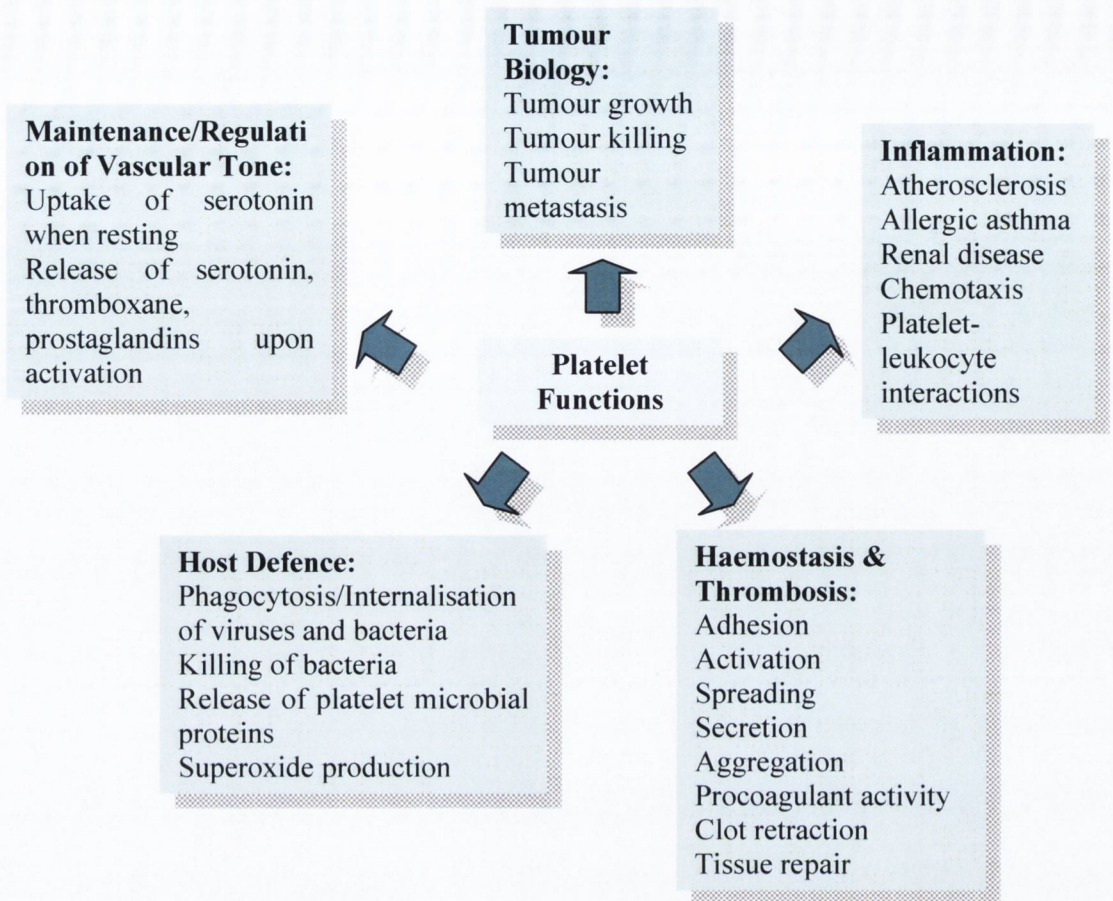 Tumour
Biology:
Tumour growth
Tumour killing
Tumour
metastasis
Maintenance/Regulati
on of Vascular Tone:
Uptake of serotonin
when resting
Release of serotonin,
thromboxane,
prostaglandins upon
activation
Inflammation:
Atherosclerosis
Allergic asthma
Renal disease
Chemotaxis
Platelet-
leukocyte
interactions
Platelet
Functions
Host Defence:
Phagocytosis/Internalisation
of viruses and bacteria
Killing of bacteria
Release of platelet microbial
proteins
Superoxide production
Haemostasis &
Thrombosis:
Adhesion
Activation
Spreading
Secretion
Aggregation
Procoagulant activity
Clot retraction
Tissue repair